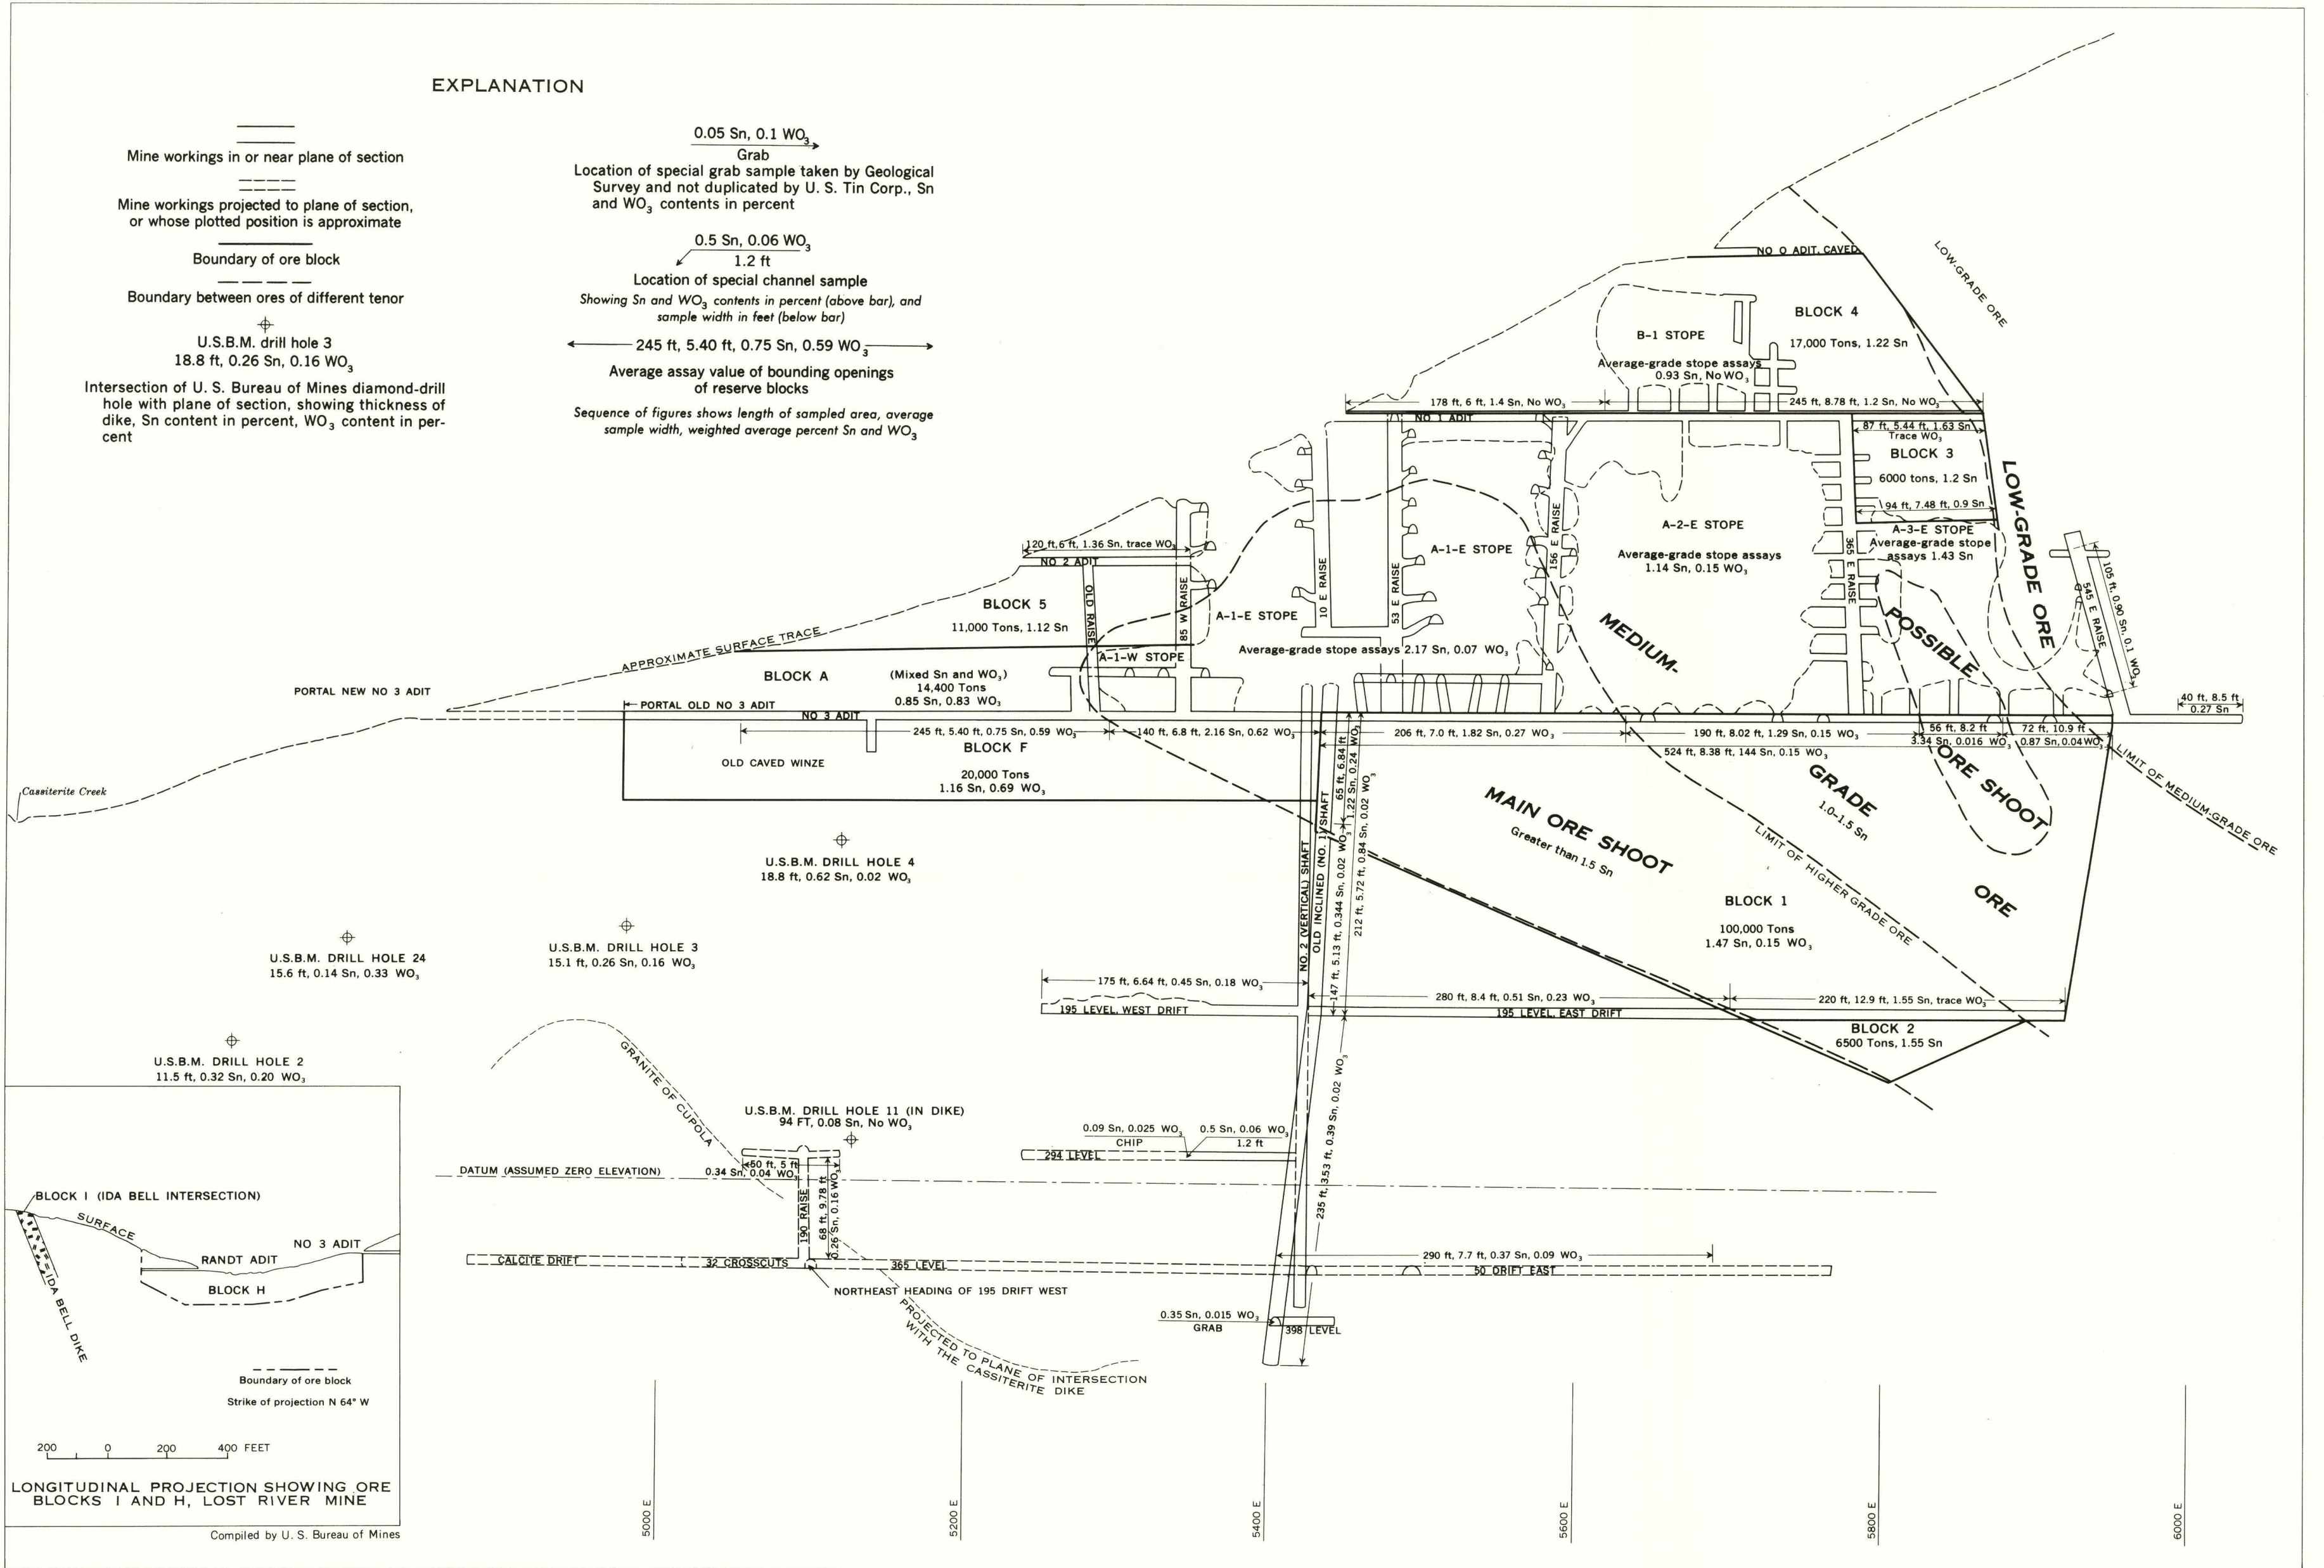 EXPLANATION
Mine workings in or near plane of section
Mine workings projected to plane of section,
or whose plotted position is approximate
Boundary of ore block
Boundary between ores of different tenor
U.S.B.M. drill hole 3
18.8 ft, 0.26 Sn, 0.16 WO₃
Intersection of U. S. Bureau of Mines diamond-drill
hole with plane of section, showing thickness of
dike, Sn content in percent, WO₃ content in per-
cent
0.05 Sn, 0.1 WO₃
Grab
Location of special grab sample taken by Geological
Survey and not duplicated by U. S. Tin Corp., Sn
and WO₃ contents in percent
0.5 Sn, 0.06 WO₃
1.2 ft
Location of special channel sample
Showing Sn and WO₃ contents in percent (above bar), and
sample width in feet (below bar)
245 ft, 5.40 ft, 0.75 Sn, 0.59 WO₃
Average assay value of bounding openings
of reserve blocks
Sequence of figures shows length of sampled area, average
sample width, weighted average percent Sn and WO₃
NO 0 ADIT, CAVED
LOW-GRADE ORE
BLOCK 4
17,000 Tons, 1.22 Sn
B-1 STOPE
Average-grade stope assays
0.93 Sn, No WO₃
178 ft, 6 ft, 1.4 Sn, No WO₃
245 ft, 8.78 ft, 1.2 Sn, No WO₃
NO 1 ADIT
87 ft, 5.44 ft, 1.63 Sn
Trace WO₃
BLOCK 3
6000 tons, 1.2 Sn
94 ft, 7.48 ft, 0.9 Sn
A-3-E STOPE
Average-grade stope
assays 1.43 Sn
LOW-GRADE ORE
A-2-E STOPE
Average-grade stope assays
1.14 Sn, 0.15 WO₃
365 E RAISE
156 E RAISE
A-1-E STOPE
53 E RAISE
10 E RAISE
A-1-E STOPE
Average-grade stope assays 2.17 Sn, 0.07 WO₃
545 E RAISE
105 ft, 0.90 Sn, 0.1 WO₃
120 ft, 6 ft, 1.36 Sn, trace WO₃
NO 2 ADIT
OLD RAISE
85 W RAISE
BLOCK 5
11,000 Tons, 1.12 Sn
A-1-W STOPE
APPROXIMATE SURFACE TRACE
BLOCK A
(Mixed Sn and WO₃)
14,400 Tons
0.85 Sn, 0.83 WO₃
PORTAL NEW NO 3 ADIT
PORTAL OLD NO 3 ADIT
NO 3 ADIT
245 ft, 5.40 ft, 0.75 Sn, 0.59 WO₃
140 ft, 6.8 ft, 2.16 Sn, 0.62 WO₃
206 ft, 7.0 ft, 1.82 Sn, 0.27 WO₃
190 ft, 8.02 ft, 1.29 Sn, 0.15 WO₃
56 ft, 8.2 ft
3.34 Sn, 0.016 WO₃
72 ft, 10.9 ft
0.87 Sn, 0.04 WO₃
40 ft, 8.5 ft
0.27 Sn
524 ft, 8.38 ft, 144 Sn, 0.15 WO₃
BLOCK F
OLD CAVED WINZE
20,000 Tons
1.16 Sn, 0.69 WO₃
Cassiterite Creek
MEDIUM-
GRADE
1.0–1.5 Sn
ORE
POSSIBLE
ORE SHOOT
MAIN ORE SHOOT
Greater than 1.5 Sn
LIMIT OF MEDIUM-GRADE ORE
LIMIT OF HIGHER GRADE ORE
BLOCK 1
100,000 Tons
1.47 Sn, 0.15 WO₃
NO. 2 (VERTICAL) SHAFT
OLD INCLINED (NO. 1) SHAFT
65 ft, 6.84 ft
1.22 Sn, 0.24 WO₃
147 ft, 5.13 ft, 0.344 Sn, 0.02 WO₃
212 ft, 5.72 ft, 0.84 Sn, 0.02 WO₃
U.S.B.M. DRILL HOLE 4
18.8 ft, 0.62 Sn, 0.02 WO₃
U.S.B.M. DRILL HOLE 3
15.1 ft, 0.26 Sn, 0.16 WO₃
U.S.B.M. DRILL HOLE 24
15.6 ft, 0.14 Sn, 0.33 WO₃
U.S.B.M. DRILL HOLE 2
11.5 ft, 0.32 Sn, 0.20 WO₃
175 ft, 6.64 ft, 0.45 Sn, 0.18 WO₃
195 LEVEL, WEST DRIFT
280 ft, 8.4 ft, 0.51 Sn, 0.23 WO₃
220 ft, 12.9 ft, 1.55 Sn, trace WO₃
195 LEVEL, EAST DRIFT
BLOCK 2
6500 Tons, 1.55 Sn
GRANITE OF CUPOLA
U.S.B.M. DRILL HOLE 11 (IN DIKE)
94 FT, 0.08 Sn, No WO₃
0.09 Sn, 0.025 WO₃
CHIP
0.5 Sn, 0.06 WO₃
1.2 ft
294 LEVEL
DATUM (ASSUMED ZERO ELEVATION)
50 ft, 5 ft
0.34 Sn, 0.04 WO₃
190 RAISE
68 ft, 9.78 ft
0.26 Sn, 0.16 WO₃
235 ft, 3.53 ft, 0.39 Sn, 0.02 WO₃
CALCITE DRIFT
32 CROSSCUTS
365 LEVEL
290 ft, 7.7 ft, 0.37 Sn, 0.09 WO₃
50 DRIFT EAST
NORTHEAST HEADING OF 195 DRIFT WEST
0.35 Sn, 0.015 WO₃
GRAB
398 LEVEL
PROJECTED TO PLANE OF INTERSECTION
WITH THE CASSITERITE DIKE
BLOCK I (IDA BELL INTERSECTION)
SURFACE
RANDT ADIT
NO 3 ADIT
BLOCK H
IDA BELL DIKE
Boundary of ore block
Strike of projection N 64° W
200 0 200 400 FEET
LONGITUDINAL PROJECTION SHOWING ORE
BLOCKS I AND H, LOST RIVER MINE
Compiled by U. S. Bureau of Mines
5000 E
5200 E
5400 E
5600 E
5800 E
6000 E